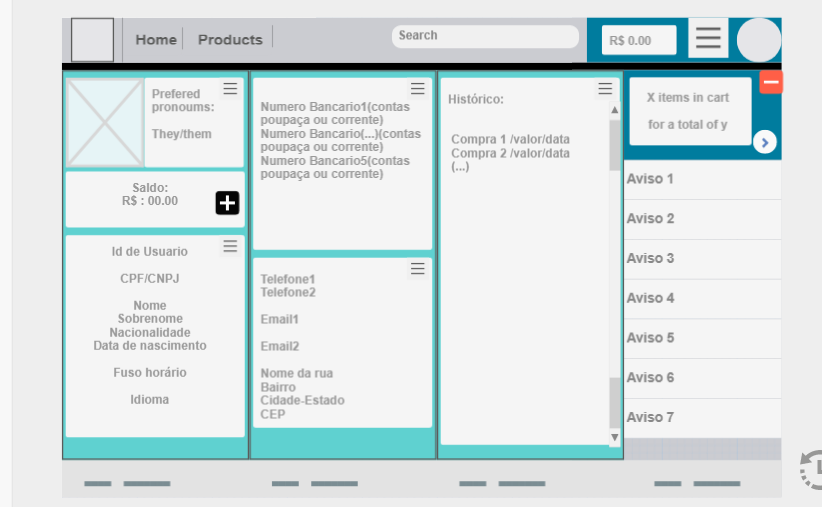 Home
Products
Search
R$ 0.00
Prefered
pronoums:
They/them
Saldo:
R$ : 00.00
Id de Usuario
CPF/CNPJ
Nome
Sobrenome
Nacionalidade
Data de nascimento
Fuso horário
Idioma
Numero Bancario1(contas
poupaça ou corrente)
Numero Bancario(...)(contas
poupaça ou corrente)
Numero Bancario5(contas
poupaça ou corrente)
Telefone1
Telefone2
Email1
Email2
Nome da rua
Bairro
Cidade-Estado
CEP
Histórico:
Compra 1 /valor/data
Compra 2 /valor/data
(...)
X items in cart
for a total of y
Aviso 1
Aviso 2
Aviso 3
Aviso 4
Aviso 5
Aviso 6
Aviso 7